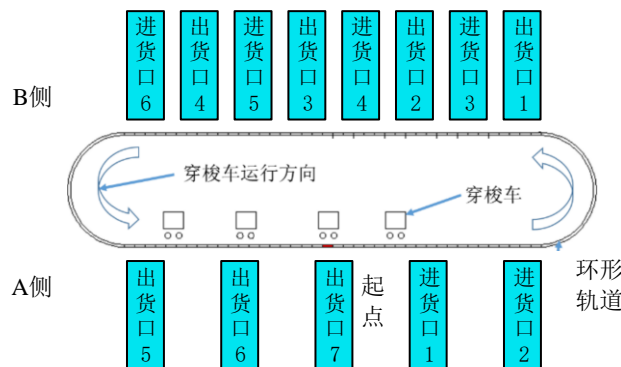 进货口6 出货口4 进货口5 出货口3 进货口4 出货口2 进货口3 出货口1
B侧
穿梭车运行方向
穿梭车
A侧
出货口5 出货口6 出货口7 起点 进货口1 进货口2 环形轨道